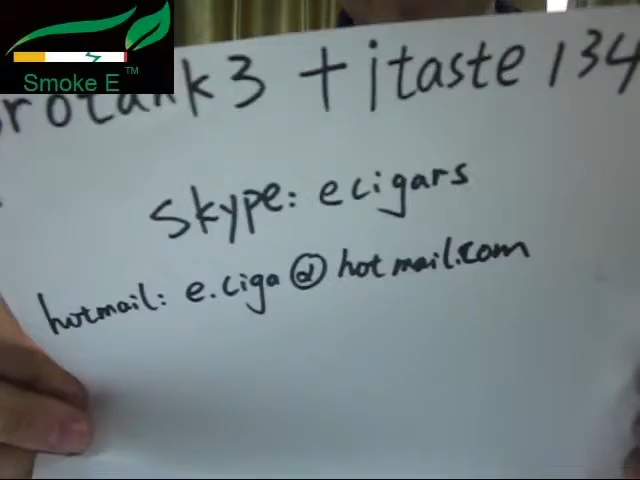 Smoke E™
rotank3 + itaste 134
skype: ecigars
hotmail: e.ciga@hotmail.com